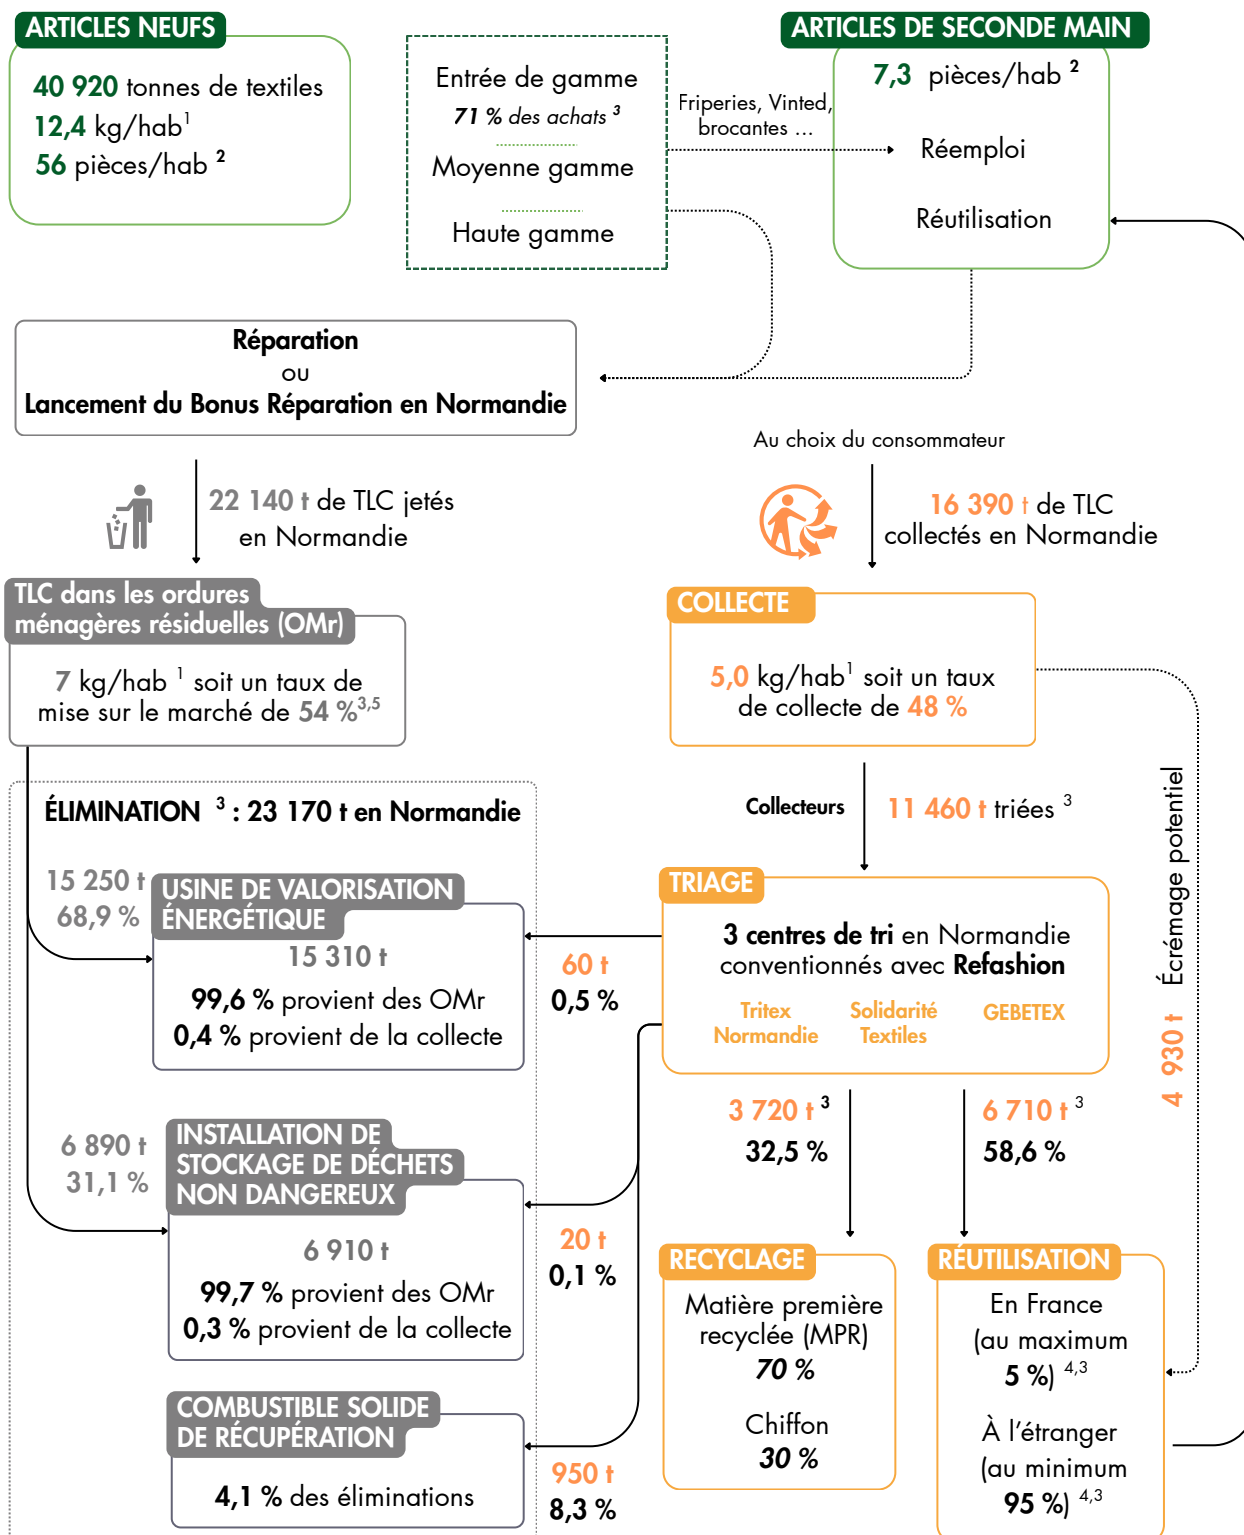 ARTICLES NEUFS
40 920 tonnes de textiles
12,4 kg/hab¹
56 pièces/hab ²
Entrée de gamme
71 % des achats ³
Moyenne gamme
Haute gamme
Friperies, Vinted,
brocantes ...
ARTICLES DE SECONDE MAIN
7,3 pièces/hab ²
Réemploi
Réutilisation
Réparation
ou
Lancement du Bonus Réparation en Normandie
22 140 t de TLC jetés
en Normandie
Au choix du consommateur
16 390 t de TLC
collectés en Normandie
TLC dans les ordures
ménagères résiduelles (OMr)
7 kg/hab ¹ soit un taux de
mise sur le marché de 54 %³,⁵
COLLECTE
5,0 kg/hab¹ soit un taux
de collecte de 48 %
4 930 t Écrémage potentiel
Collecteurs
11 460 t triées ³
ÉLIMINATION ³ : 23 170 t en Normandie
15 250 t
68,9 %
USINE DE VALORISATION
ÉNERGÉTIQUE
15 310 t
99,6 % provient des OMr
0,4 % provient de la collecte
60 t
0,5 %
TRIAGE
3 centres de tri en Normandie
conventionnés avec Refashion
Tritex
Normandie
Solidarité
Textiles
GEBETEX
3 720 t ³
32,5 %
6 710 t ³
58,6 %
6 890 t
31,1 %
INSTALLATION DE
STOCKAGE DE DÉCHETS
NON DANGEREUX
6 910 t
99,7 % provient des OMr
0,3 % provient de la collecte
20 t
0,1 %
RECYCLAGE
Matière première
recyclée (MPR)
70 %
Chiffon
30 %
RÉUTILISATION
En France
(au maximum
5 %) ⁴,³
À l'étranger
(au minimum
95 %) ⁴,³
COMBUSTIBLE SOLIDE
DE RÉCUPÉRATION
4,1 % des éliminations
950 t
8,3 %